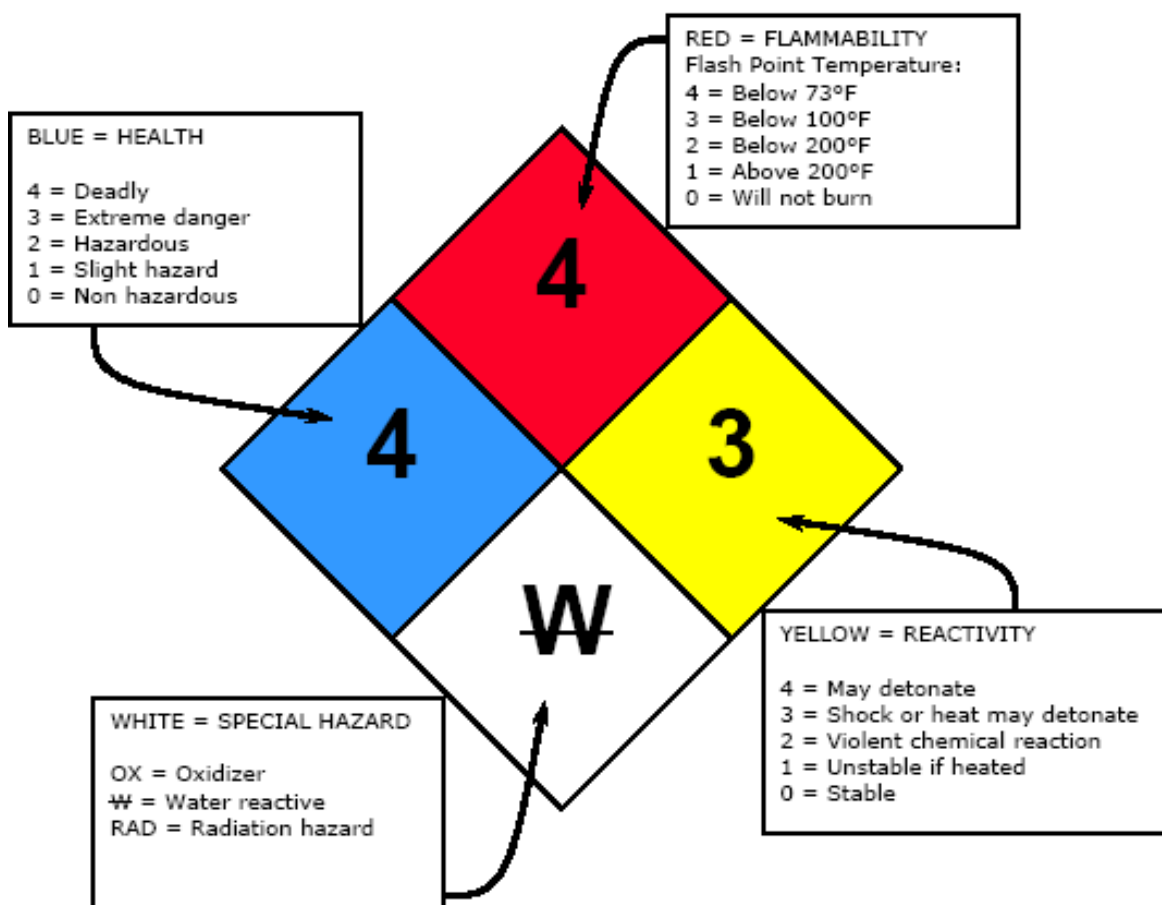 RED = FLAMMABILITY
Flash Point Temperature:
4 = Below 73°F
3 = Below 100°F
2 = Below 200°F
1 = Above 200°F
0 = Will not burn
BLUE = HEALTH
4 = Deadly
3 = Extreme danger
2 = Hazardous
1 = Slight hazard
0 = Non hazardous
4
4
3
W
YELLOW = REACTIVITY
4 = May detonate
3 = Shock or heat may detonate
2 = Violent chemical reaction
1 = Unstable if heated
0 = Stable
WHITE = SPECIAL HAZARD
OX = Oxidizer
W = Water reactive
RAD = Radiation hazard